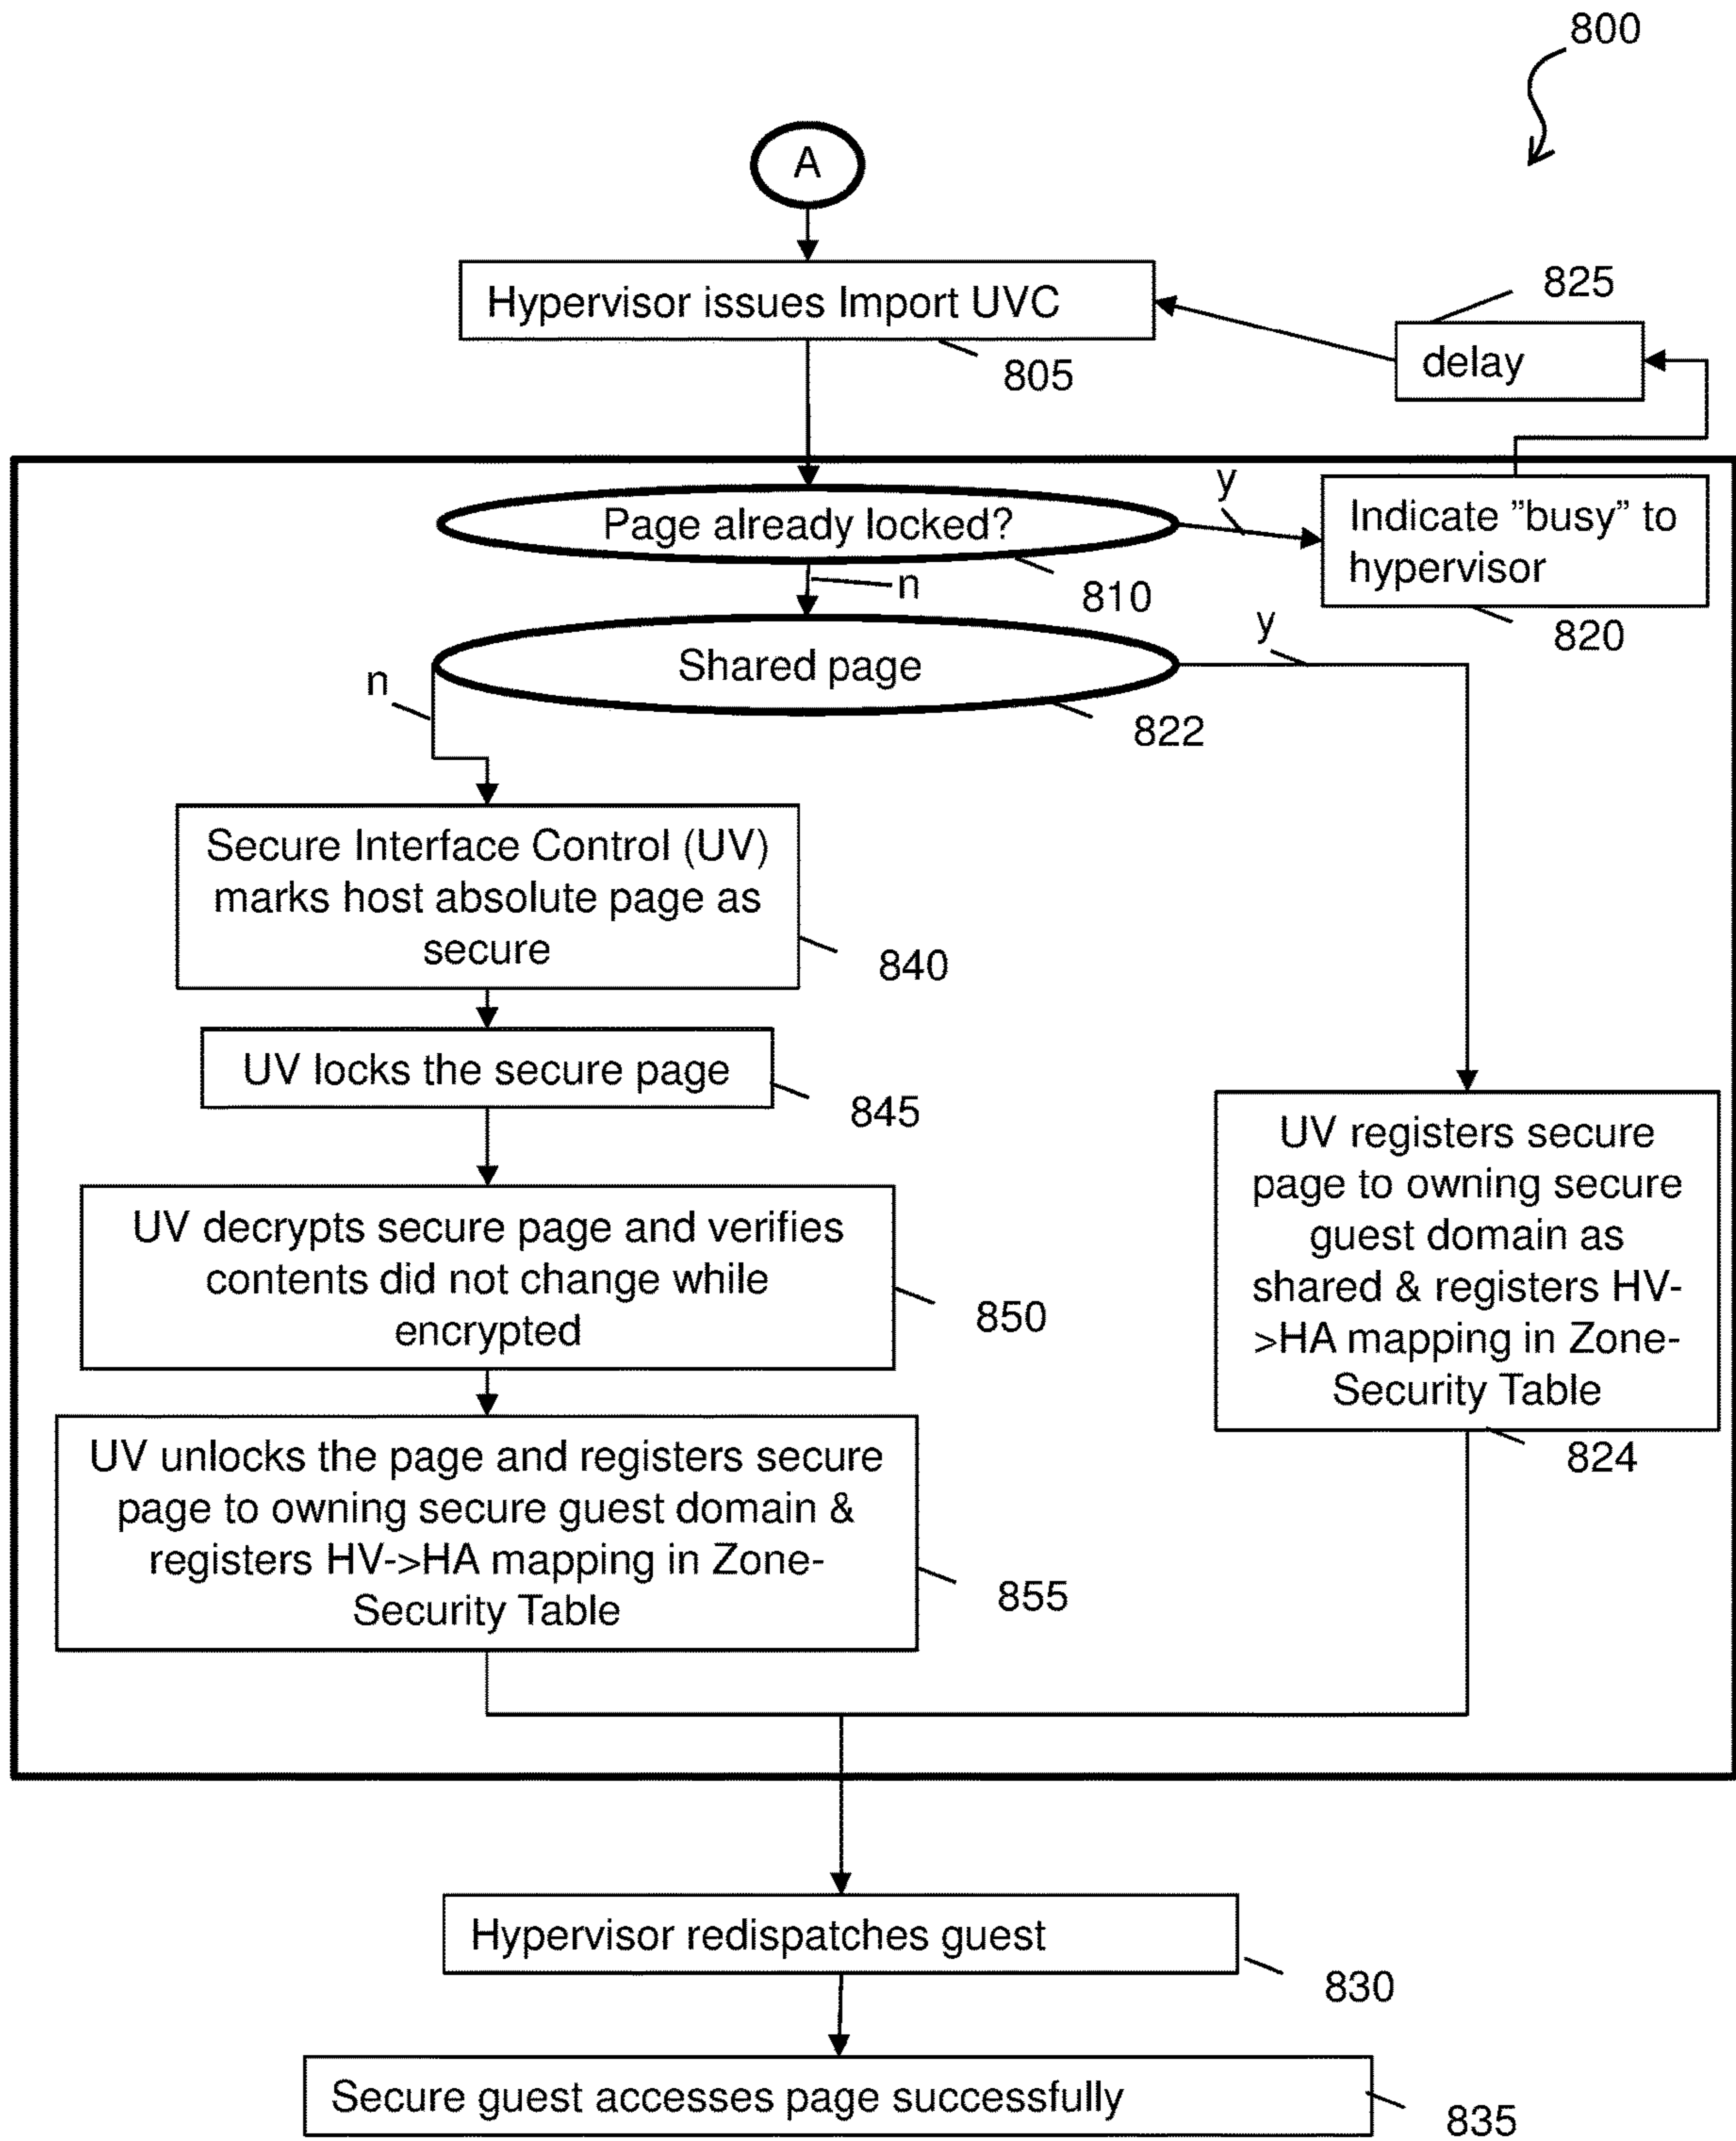 800
A
Hypervisor issues Import UVC
805
825
delay
Page already locked?
810
y
Indicate ”busy” to
hypervisor
820
n
Shared page
822
y
n
Secure Interface Control (UV)
marks host absolute page as
secure
840
UV locks the secure page
845
UV decrypts secure page and verifies
contents did not change while
encrypted
850
UV unlocks the page and registers secure
page to owning secure guest domain &
registers HV->HA mapping in Zone-
Security Table
855
UV registers secure
page to owning secure
guest domain as
shared & registers HV-
>HA mapping in Zone-
Security Table
824
Hypervisor redispatches guest
830
Secure guest accesses page successfully
835